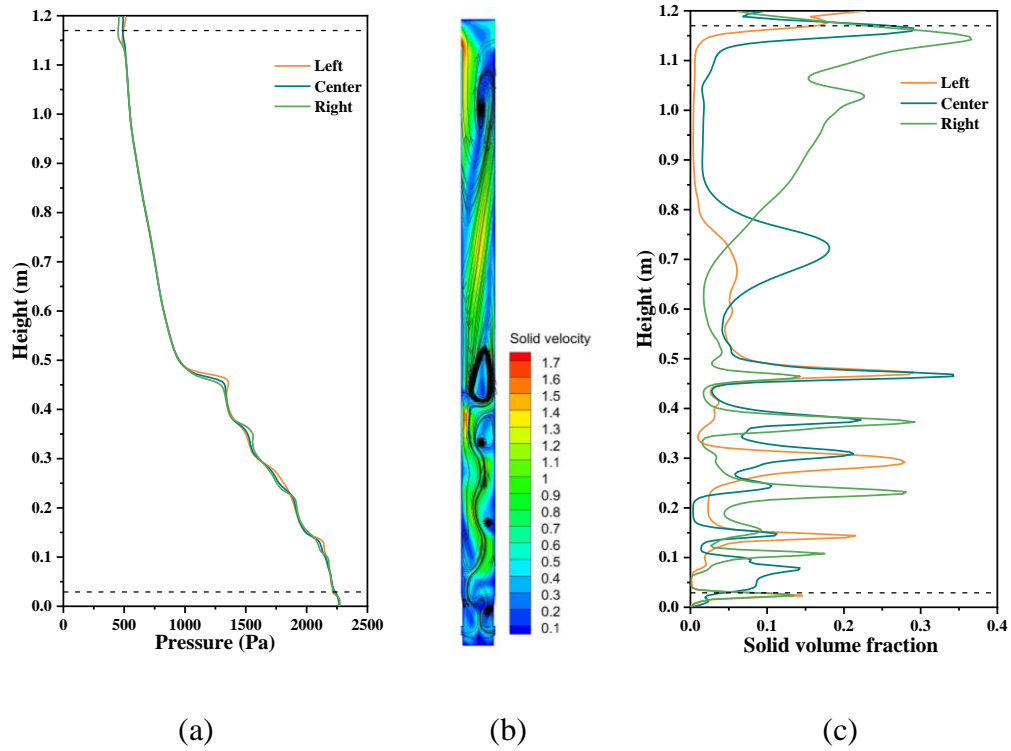 1.2
1.1
1.0
0.9
0.8
0.7
0.6
0.5
0.4
0.3
0.2
0.1
0.0
Height (m)
0 500 1000 1500 2000 2500
Pressure (Pa)
Left
Center
Right
(a)
Solid velocity
1.7
1.6
1.5
1.4
1.3
1.2
1.1
1
0.9
0.8
0.7
0.6
0.5
0.4
0.3
0.2
0.1
(b)
1.2
1.1
1.0
0.9
0.8
0.7
0.6
0.5
0.4
0.3
0.2
0.1
0.0
Height (m)
0.0 0.1 0.2 0.3 0.4
Solid volume fraction
Left
Center
Right
(c)